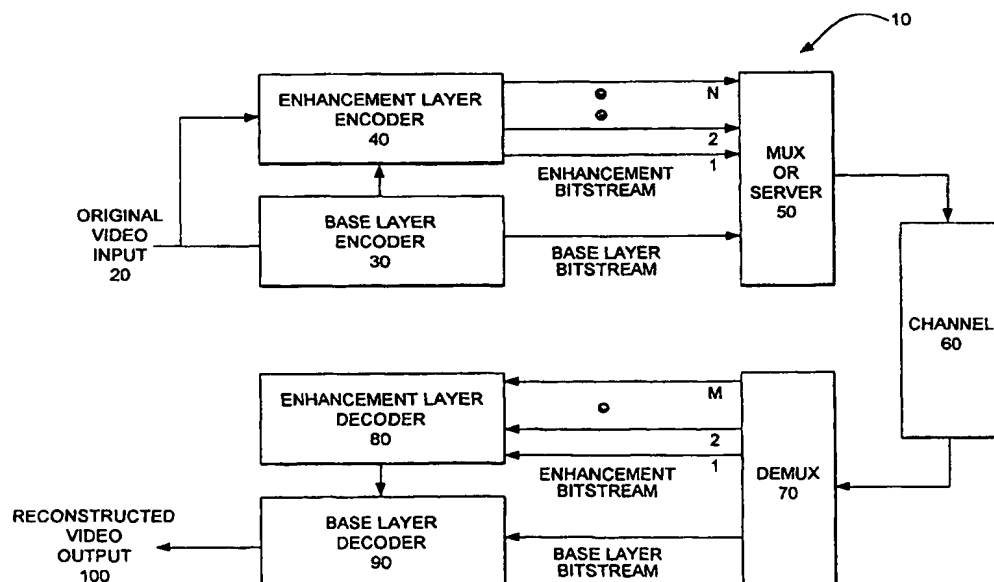 10
ENHANCEMENT LAYER
ENCODER
40
N
2
1
ENHANCEMENT
BITSTREAM
MUX
OR
SERVER
50
ORIGINAL
VIDEO
INPUT
20
BASE LAYER
ENCODER
30
BASE LAYER
BITSTREAM
CHANNEL
60
ENHANCEMENT LAYER
DECODER
80
M
2
1
ENHANCEMENT
BITSTREAM
DEMUX
70
RECONSTRUCTED
VIDEO
OUTPUT
100
BASE LAYER
DECODER
90
BASE LAYER
BITSTREAM